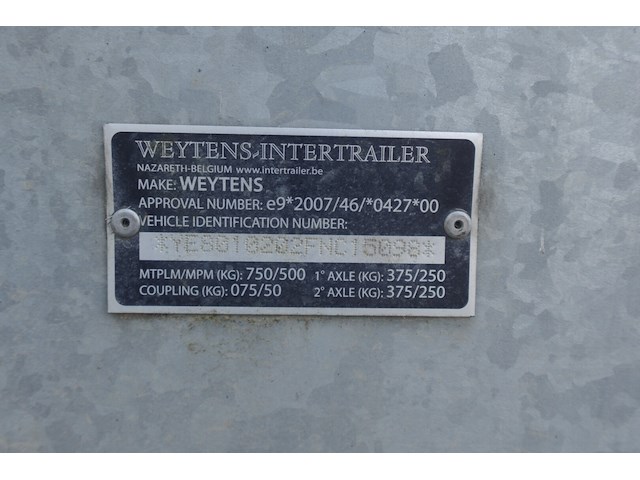 WEYTENS-INTERTRAILER
NAZARETH-BELGIUM www.intertrailer.be
MAKE: WEYTENS
APPROVAL NUMBER: e9*2007/46/*0427*00
VEHICLE IDENTIFICATION NUMBER:
*YE6010202FNC15098*
MTPLM/MPM (KG): 750/500 1° AXLE (KG): 375/250
COUPLING (KG): 075/50 2° AXLE (KG): 375/250